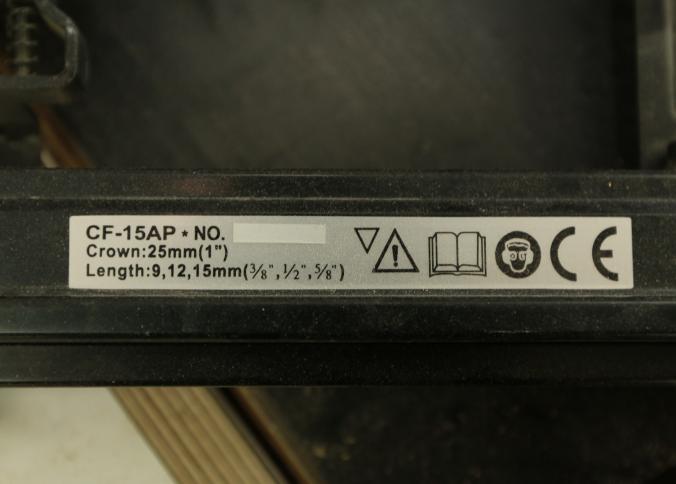 CF-15AP * NO.
Crown:25mm(1")
Length:9,12,15mm(3/8",1/2",5/8")
CE